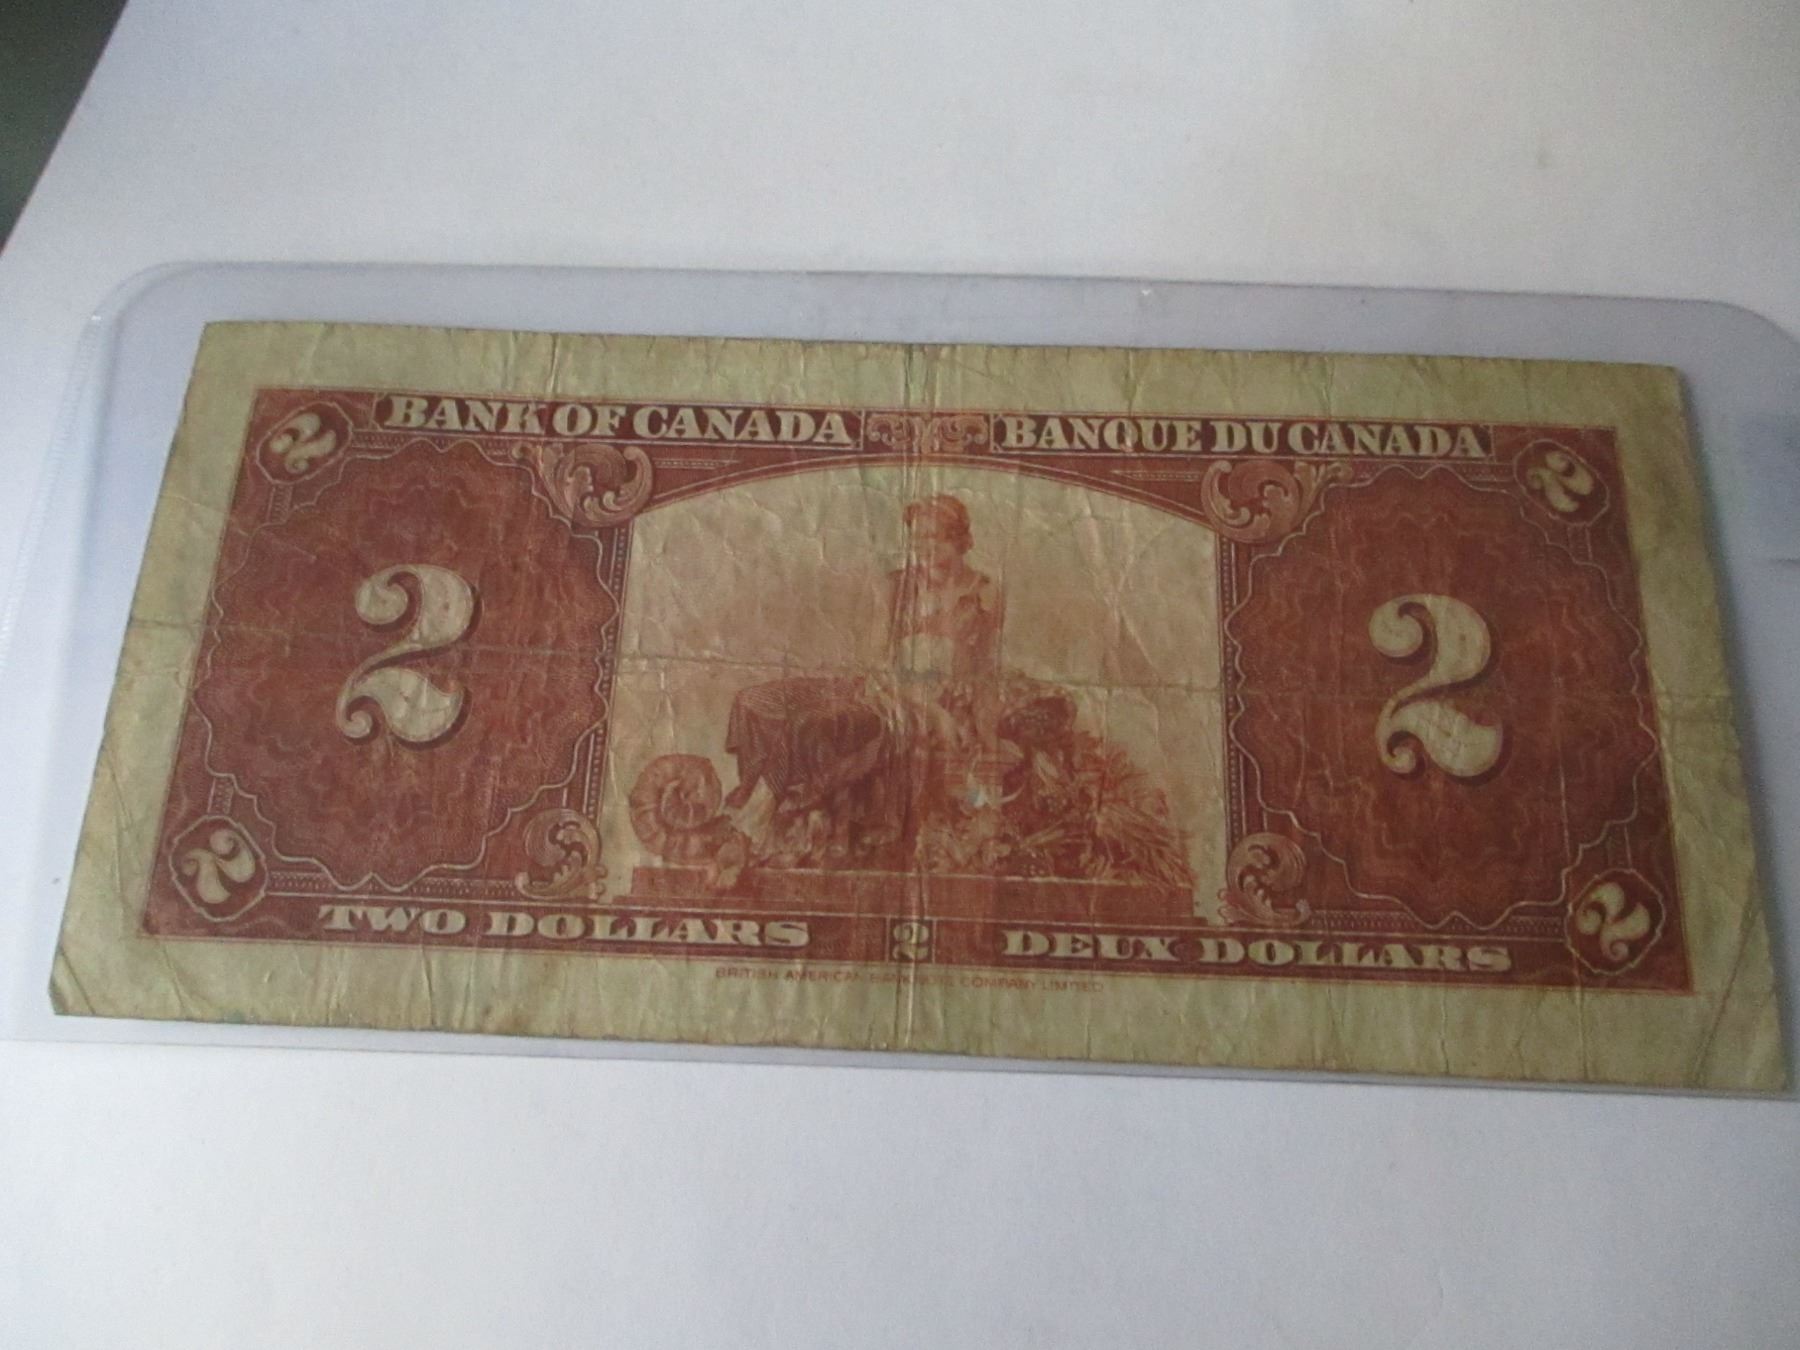 2 BANK OF CANADA BANQUE DU CANADA 2
2 2
2 TWO DOLLARS 2 DEUX DOLLARS 2
BRITISH AMERICAN BANK NOTE COMPANY LIMITED